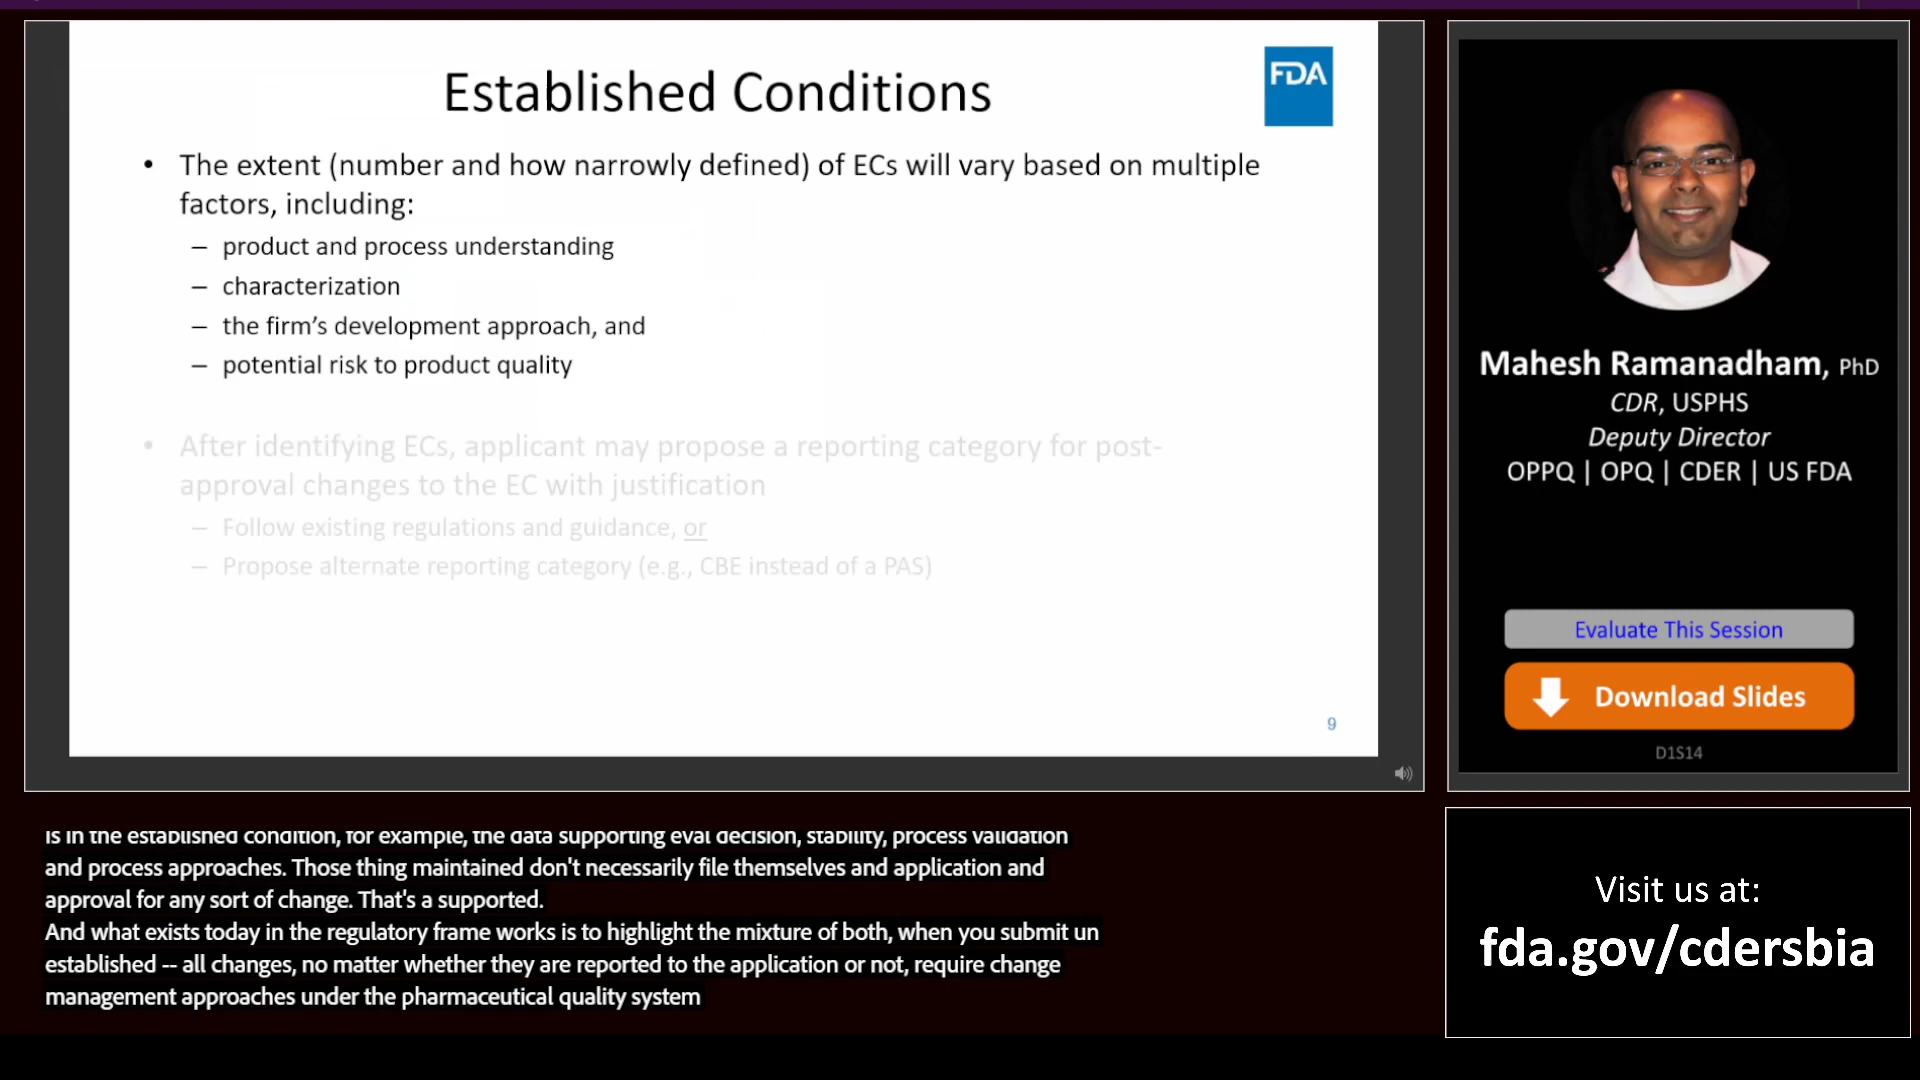 Established Conditions
FDA
• The extent (number and how narrowly defined) of ECs will vary based on multiple
factors, including:
– product and process understanding
– characterization
– the firm's development approach, and
– potential risk to product quality
• After identifying ECs, applicant may propose a reporting category for post-
approval changes to the EC with justification
– Follow existing regulations and guidance, or
– Propose alternate reporting category (e.g., CBE instead of a PAS)
9
Mahesh Ramanadham, PhD
CDR, USPHS
Deputy Director
OPPQ | OPQ | CDER | US FDA
Evaluate This Session
Download Slides
D1S14
is in the established condition, for example, the data supporting eval decision, stability, process validation
and process approaches. Those thing maintained don't necessarily file themselves and application and
approval for any sort of change. That's a supported.
And what exists today in the regulatory frame works is to highlight the mixture of both, when you submit un
established -- all changes, no matter whether they are reported to the application or not, require change
management approaches under the pharmaceutical quality system
Visit us at:
fda.gov/cdersbia